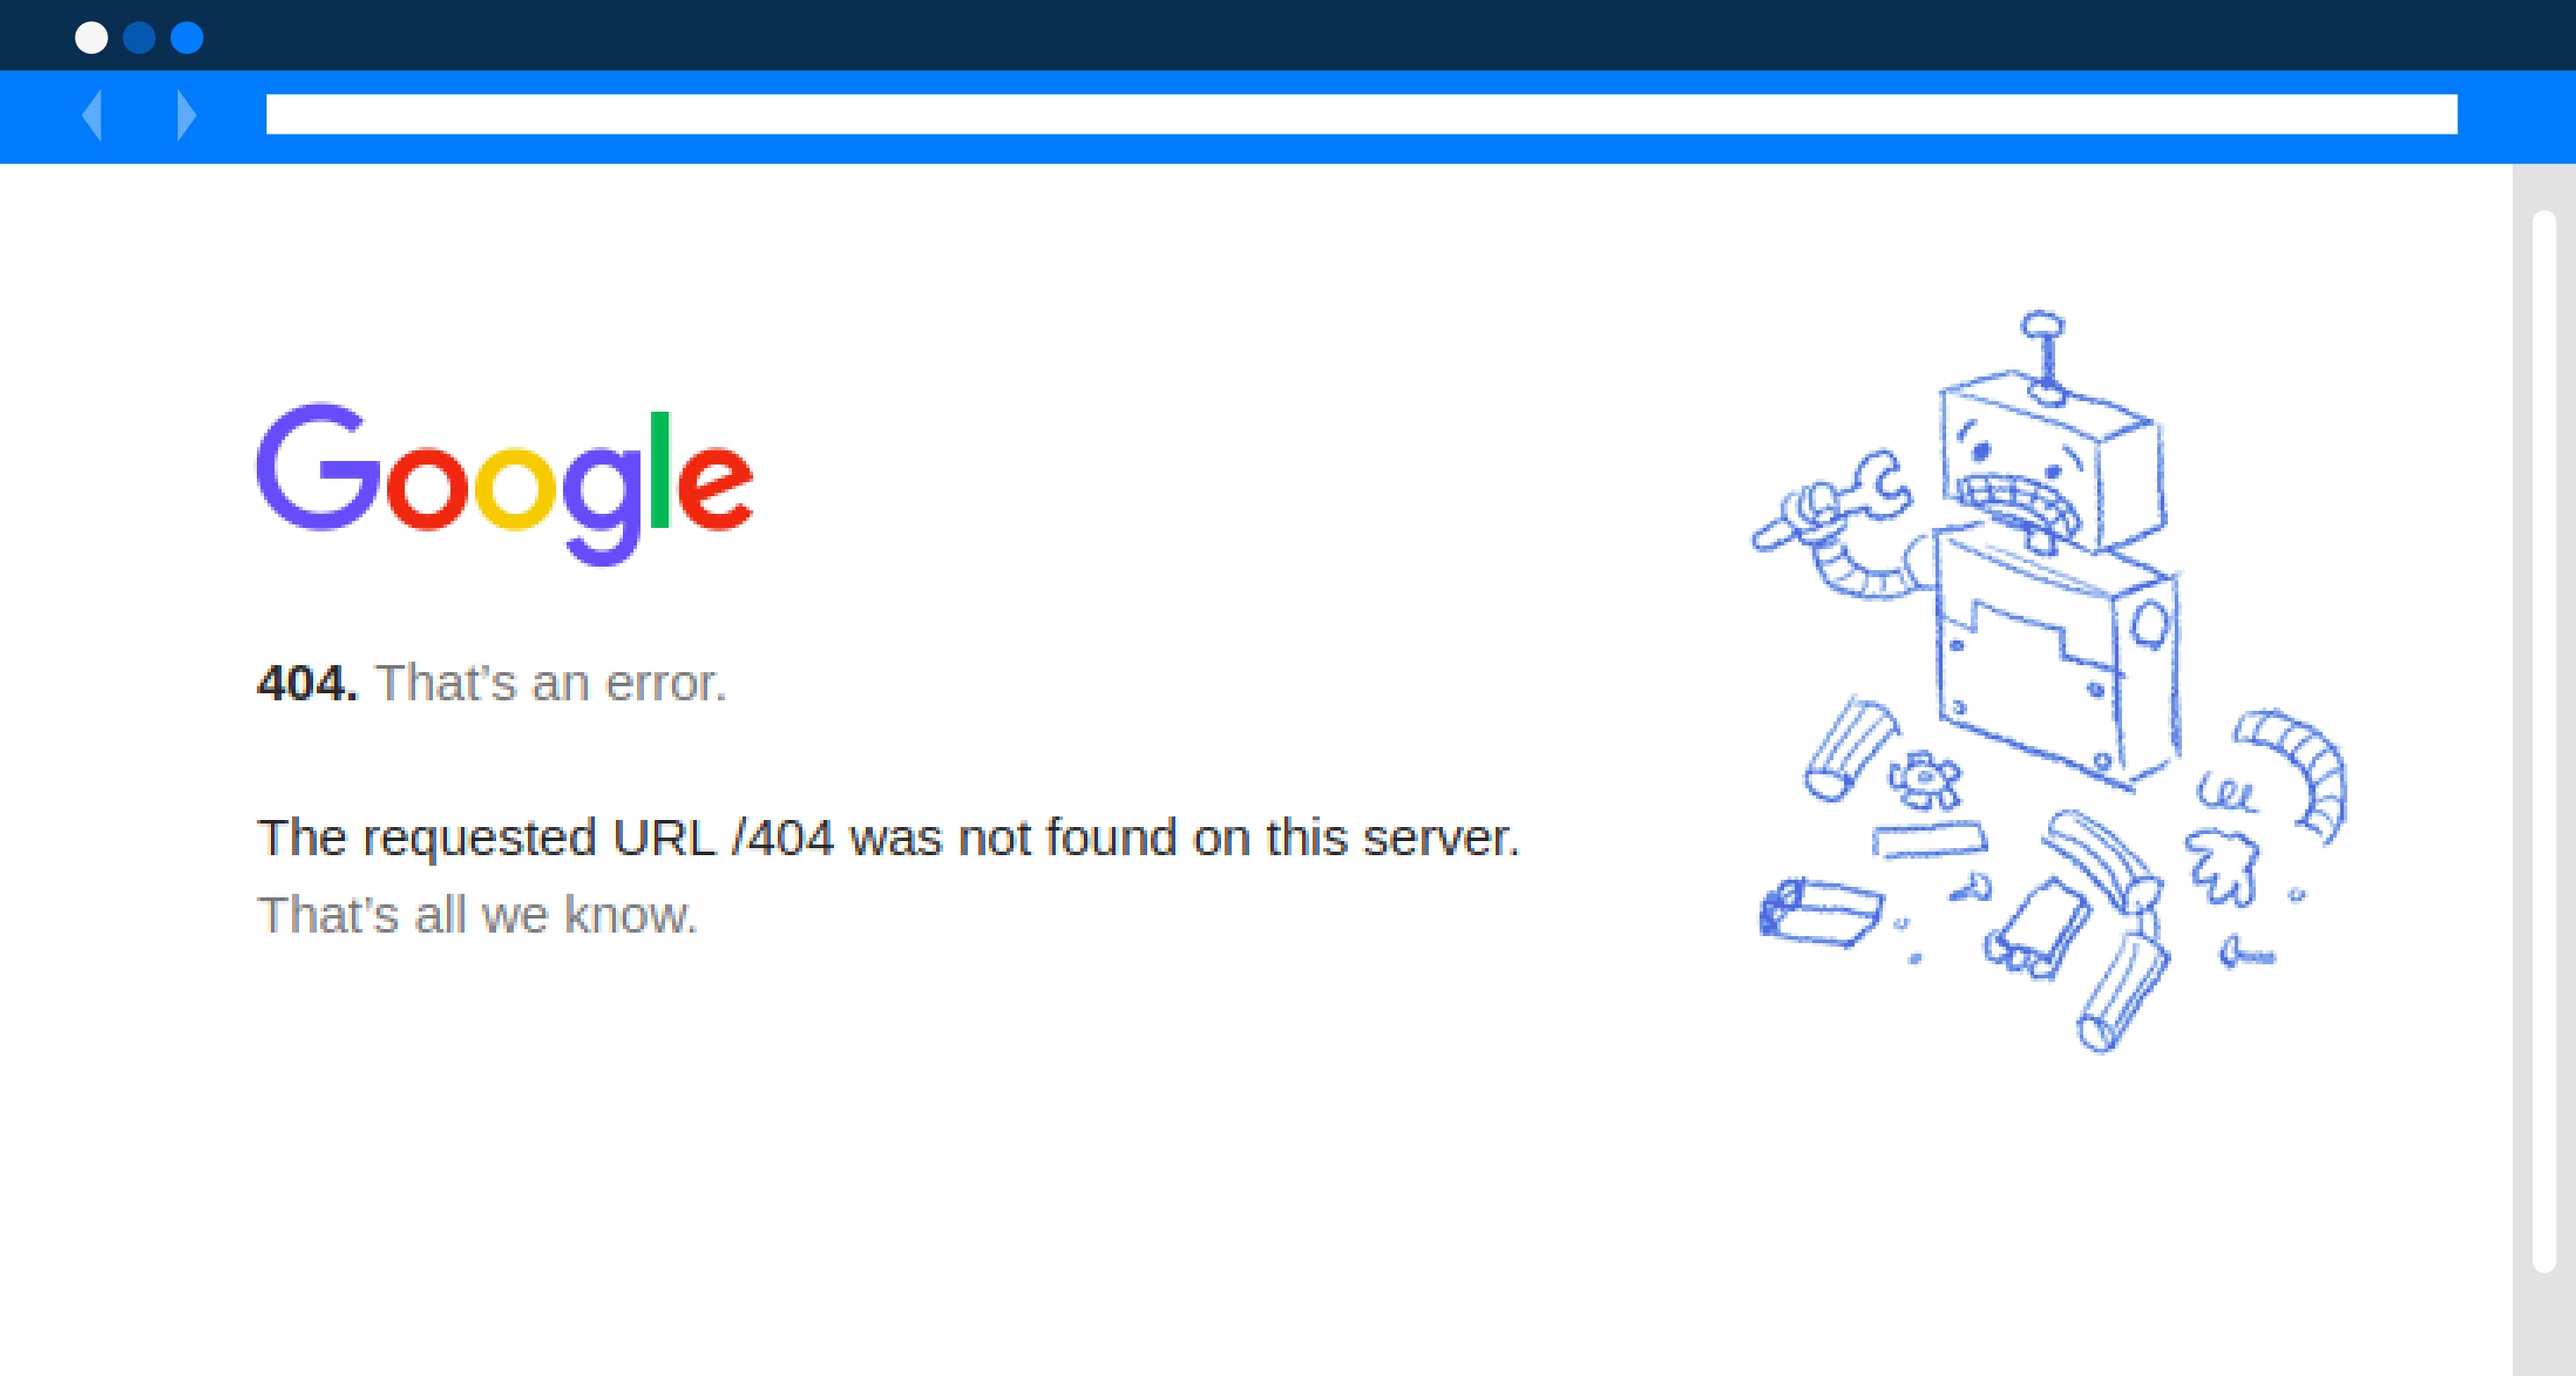 Google
404. That’s an error.
The requested URL /404 was not found on this server.
That’s all we know.